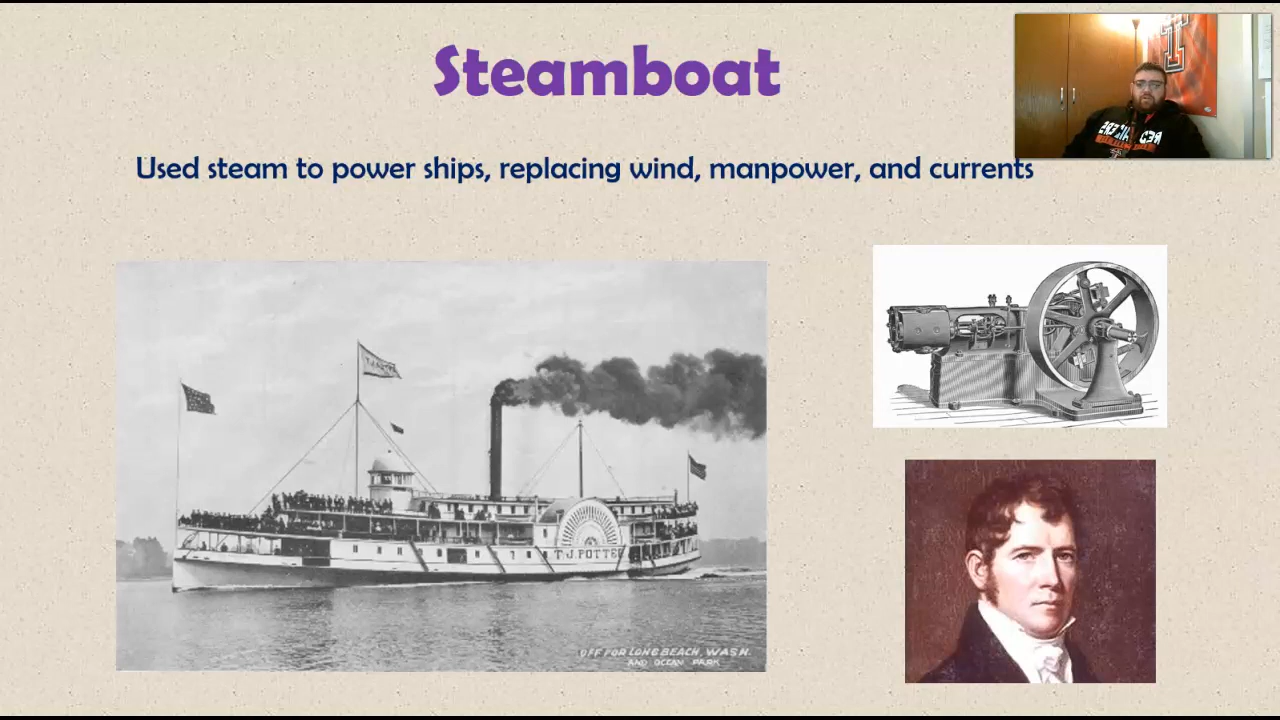 Steamboat
Used steam to power ships, replacing wind, manpower, and currents
T.J.POTTER
OFF FOR LONG BEACH, WASH.
AND OCEAN PARK